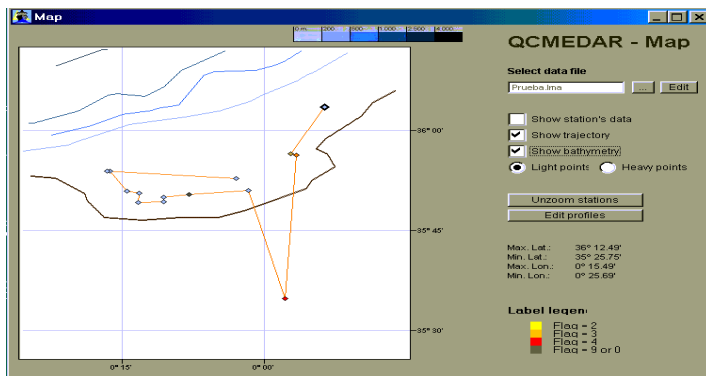 Map
0 m. 200 500 1.000 2.500 4.000
QCMEDAR - Map
Select data file
Prueba.lma ... Edit
Show station's data
Show trajectory
Show bathymetry
Light points Heavy points
Unzoom stations
Edit profiles
Max. Lat.: 36° 12.49'
Min. Lat.: 35° 25.75'
Max. Lon.: 0° 15.49'
Min. Lon.: 0° 25.69'
Label legen
Flag = 2
Flag = 3
Flag = 4
Flag = 9 or 0
36° 00'
35° 45'
35° 30'
0° 15' 0° 00'